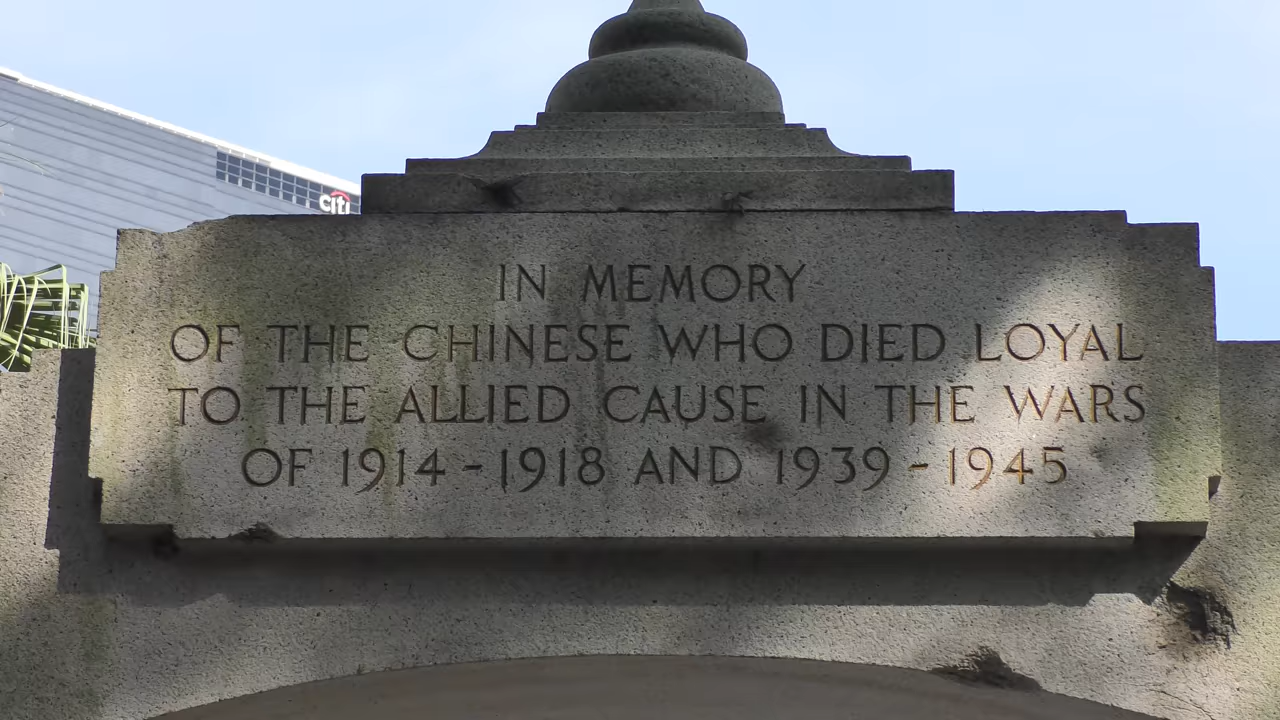 citi
IN MEMORY
OF THE CHINESE WHO DIED LOYAL
TO THE ALLIED CAUSE IN THE WARS
OF 1914 - 1918 AND 1939 - 1945